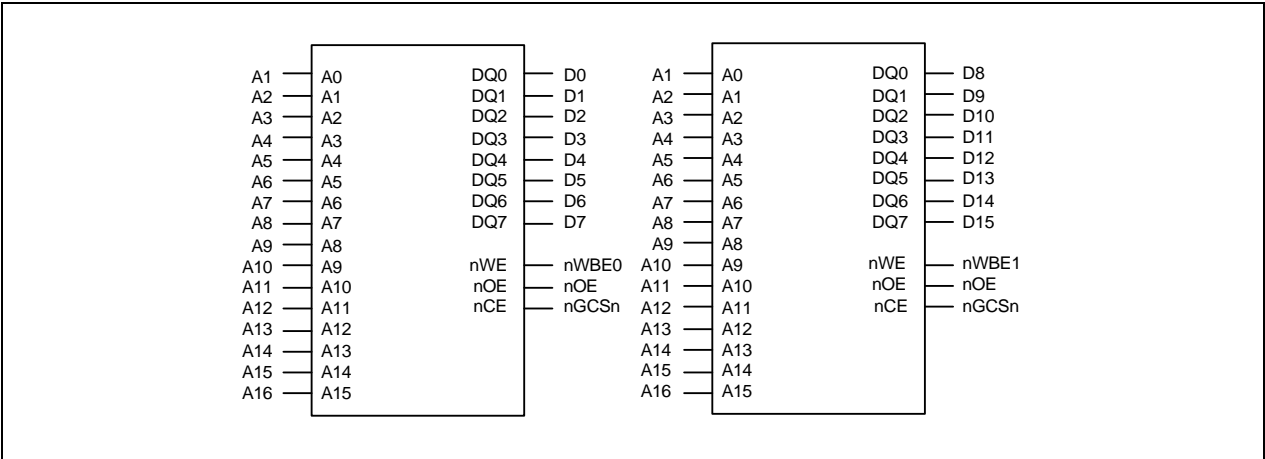 A1 A0 DQ0 D0 A1 A0 DQ0 D8
A2 A1 DQ1 D1 A2 A1 DQ1 D9
A3 A2 DQ2 D2 A3 A2 DQ2 D10
A4 A3 DQ3 D3 A4 A3 DQ3 D11
A5 A4 DQ4 D4 A5 A4 DQ4 D12
A6 A5 DQ5 D5 A6 A5 DQ5 D13
A7 A6 DQ6 D6 A7 A6 DQ6 D14
A8 A7 DQ7 D7 A8 A7 DQ7 D15
A9 A8 A9 A8
A10 A9 nWE nWBE0 A10 A9 nWE nWBE1
A11 A10 nOE nOE A11 A10 nOE nOE
A12 A11 nCE nGCSn A12 A11 nCE nGCSn
A13 A12 A13 A12
A14 A13 A14 A13
A15 A14 A15 A14
A16 A15 A16 A15